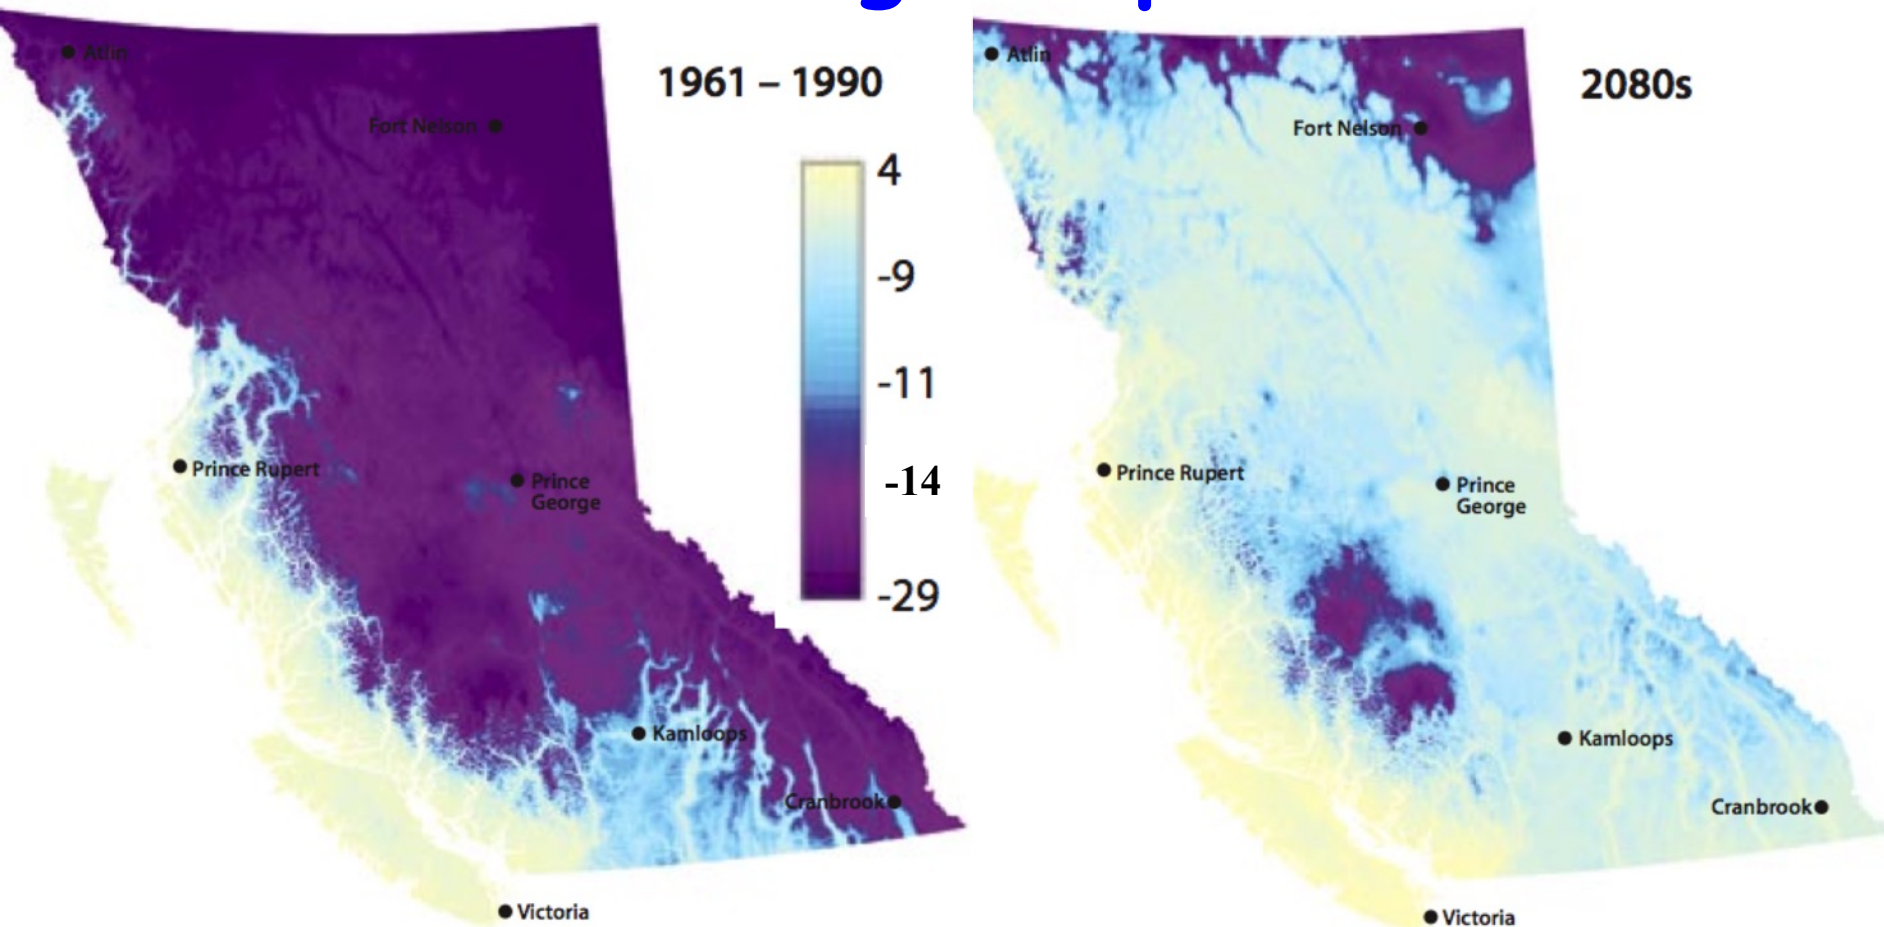 Atlin
Fort Nelson
Prince Rupert
Prince
George
Kamloops
Cranbrook
Victoria
1961 – 1990
4
-9
-11
-14
-29
2080s
Atlin
Fort Nelson
Prince Rupert
Prince
George
Kamloops
Cranbrook
Victoria